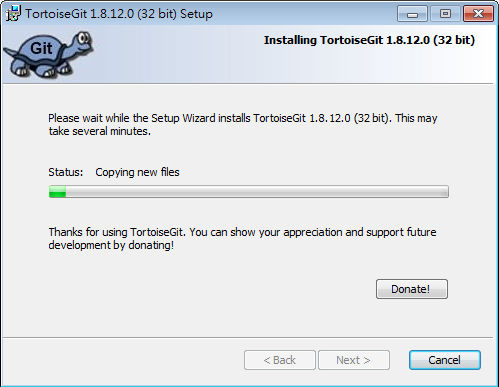 TortoiseGit 1.8.12.0 (32 bit) Setup
Git
Installing TortoiseGit 1.8.12.0 (32 bit)
Please wait while the Setup Wizard installs TortoiseGit 1.8.12.0 (32 bit). This may
take several minutes.
Status: Copying new files
Thanks for using TortoiseGit. You can show your appreciation and support future
development by donating!
Donate!
< Back
Next >
Cancel